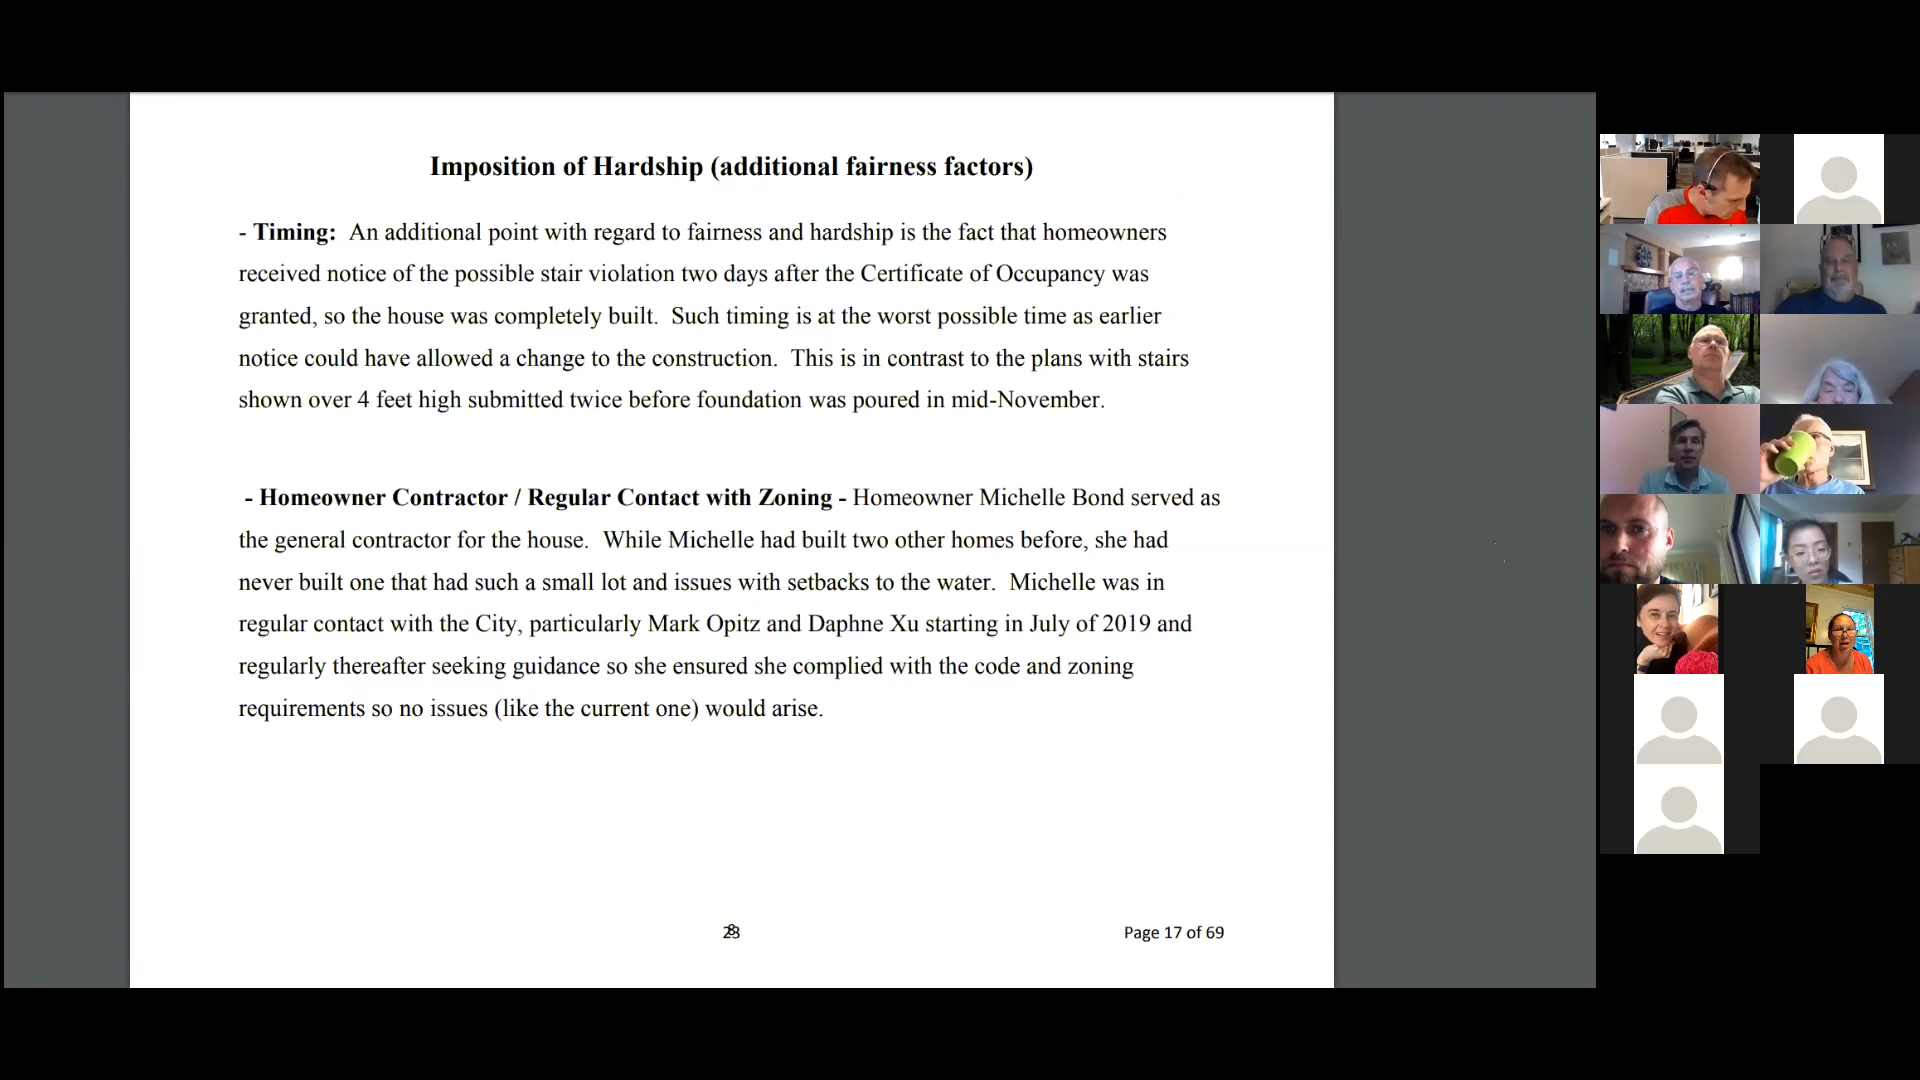 Imposition of Hardship (additional fairness factors)
- Timing: An additional point with regard to fairness and hardship is the fact that homeowners
received notice of the possible stair violation two days after the Certificate of Occupancy was
granted, so the house was completely built. Such timing is at the worst possible time as earlier
notice could have allowed a change to the construction. This is in contrast to the plans with stairs
shown over 4 feet high submitted twice before foundation was poured in mid-November.
- Homeowner Contractor / Regular Contact with Zoning - Homeowner Michelle Bond served as
the general contractor for the house. While Michelle had built two other homes before, she had
never built one that had such a small lot and issues with setbacks to the water. Michelle was in
regular contact with the City, particularly Mark Opitz and Daphne Xu starting in July of 2019 and
regularly thereafter seeking guidance so she ensured she complied with the code and zoning
requirements so no issues (like the current one) would arise.
Page 17 of 69